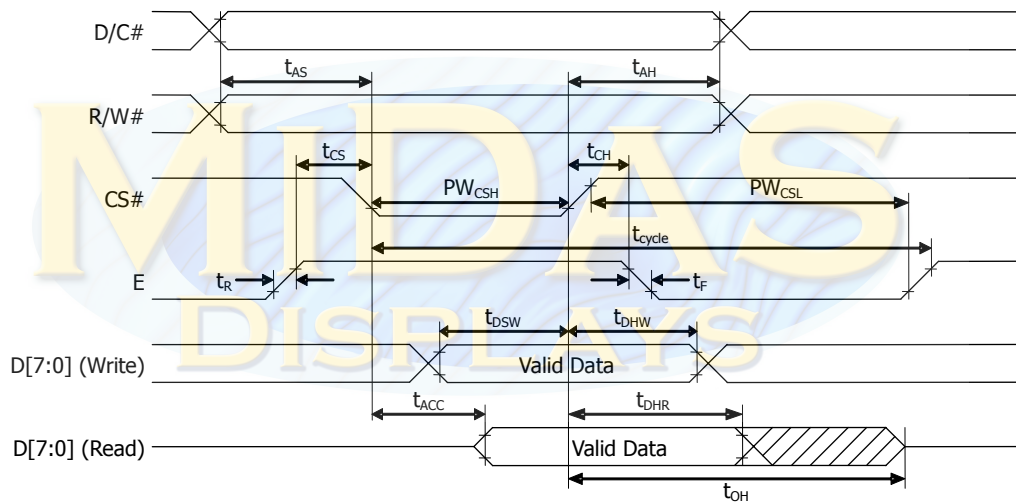 D/C#
tAS
tAH
R/W#
tCS
tCH
CS#
PWCSH
PWCSL
tcycle
E
tR
tF
tDSW
tDHW
D[7:0] (Write)
Valid Data
tACC
tDHR
D[7:0] (Read)
Valid Data
tOH
MIDAS
DISPLAYS